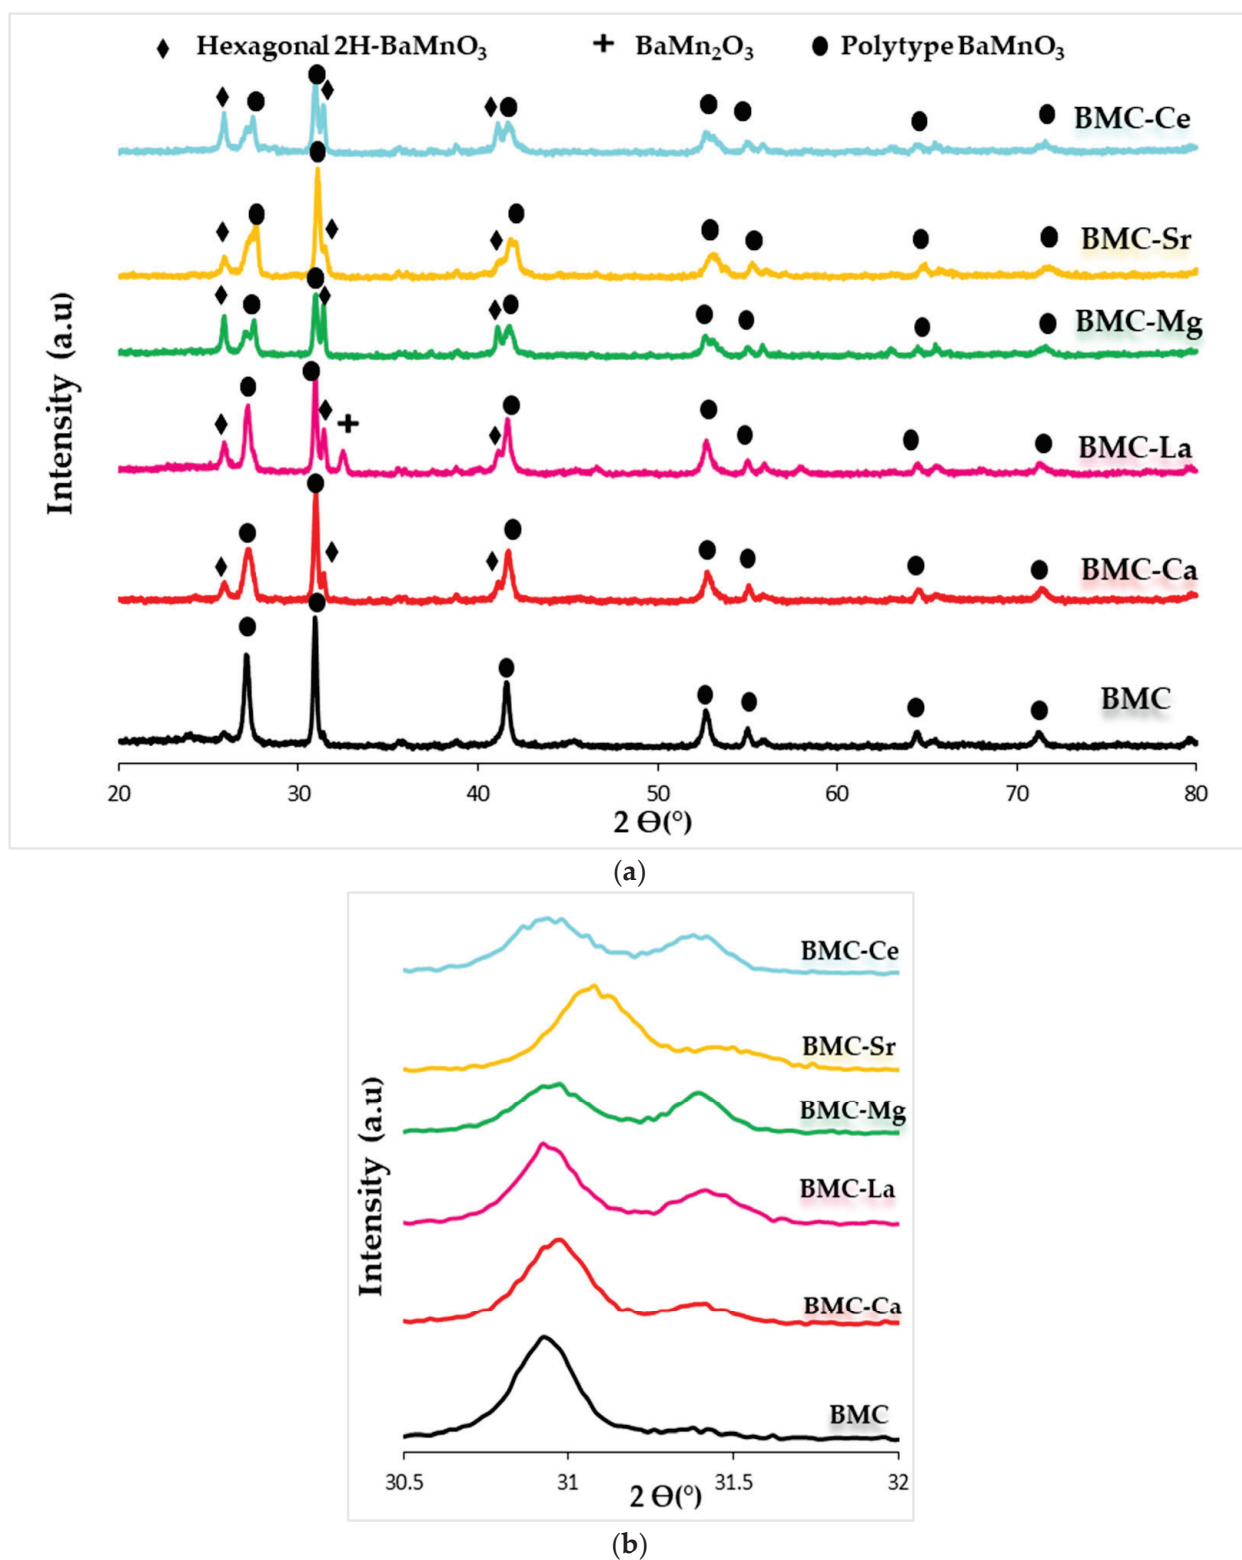 Hexagonal 2H-BaMnO₃ BaMn₂O₃ Polytype BaMnO₃
BMC-Ce
BMC-Sr
BMC-Mg
BMC-La
BMC-Ca
BMC
Intensity (a.u)
20 30 40 50 60 70 80
2 Ɵ(°)
(a)
BMC-Ce
BMC-Sr
BMC-Mg
BMC-La
BMC-Ca
BMC
Intensity (a.u)
30.5 31 31.5 32
2 Ɵ(°)
(b)